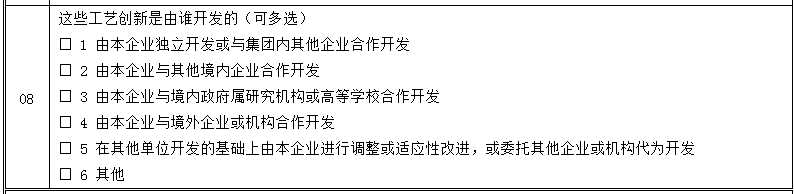 这些工艺创新是由谁开发的（可多选）
□ 1 由本企业独立开发或与集团内其他企业合作开发
□ 2 由本企业与其他境内企业合作开发
08
□ 3 由本企业与境内政府属研究机构或高等学校合作开发
□ 4 由本企业与境外企业或机构合作开发
□ 5 在其他单位开发的基础上由本企业进行调整或适应性改进，或委托其他企业或机构代为开发
□ 6 其他